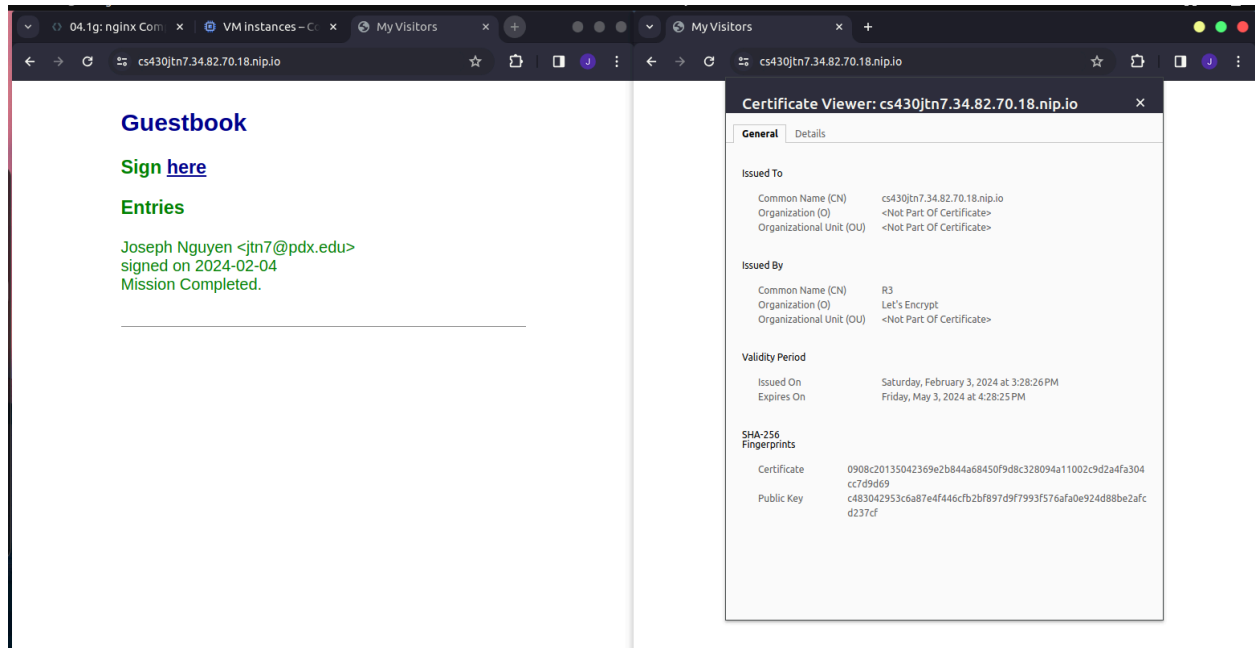 04.1g: nginx Com
VM instances – Co
My Visitors
cs430jtn7.34.82.70.18.nip.io
J
Guestbook
Sign here
Entries
Joseph Nguyen <jtn7@pdx.edu>
signed on 2024-02-04
Mission Completed.
My Visitors
cs430jtn7.34.82.70.18.nip.io
J
Certificate Viewer: cs430jtn7.34.82.70.18.nip.io
General Details
Issued To
Common Name (CN) cs430jtn7.34.82.70.18.nip.io
Organization (O) <Not Part Of Certificate>
Organizational Unit (OU) <Not Part Of Certificate>
Issued By
Common Name (CN) R3
Organization (O) Let's Encrypt
Organizational Unit (OU) <Not Part Of Certificate>
Validity Period
Issued On Saturday, February 3, 2024 at 3:28:26 PM
Expires On Friday, May 3, 2024 at 4:28:25 PM
SHA-256
Fingerprints
Certificate 0908c20135042369e2b844a68450f9d8c328094a11002c9d2a4fa304
cc7d9d69
Public Key c483042953c6a87e4f446cfb2bf897d9f7993f576afa0e924d88be2afc
d237cf